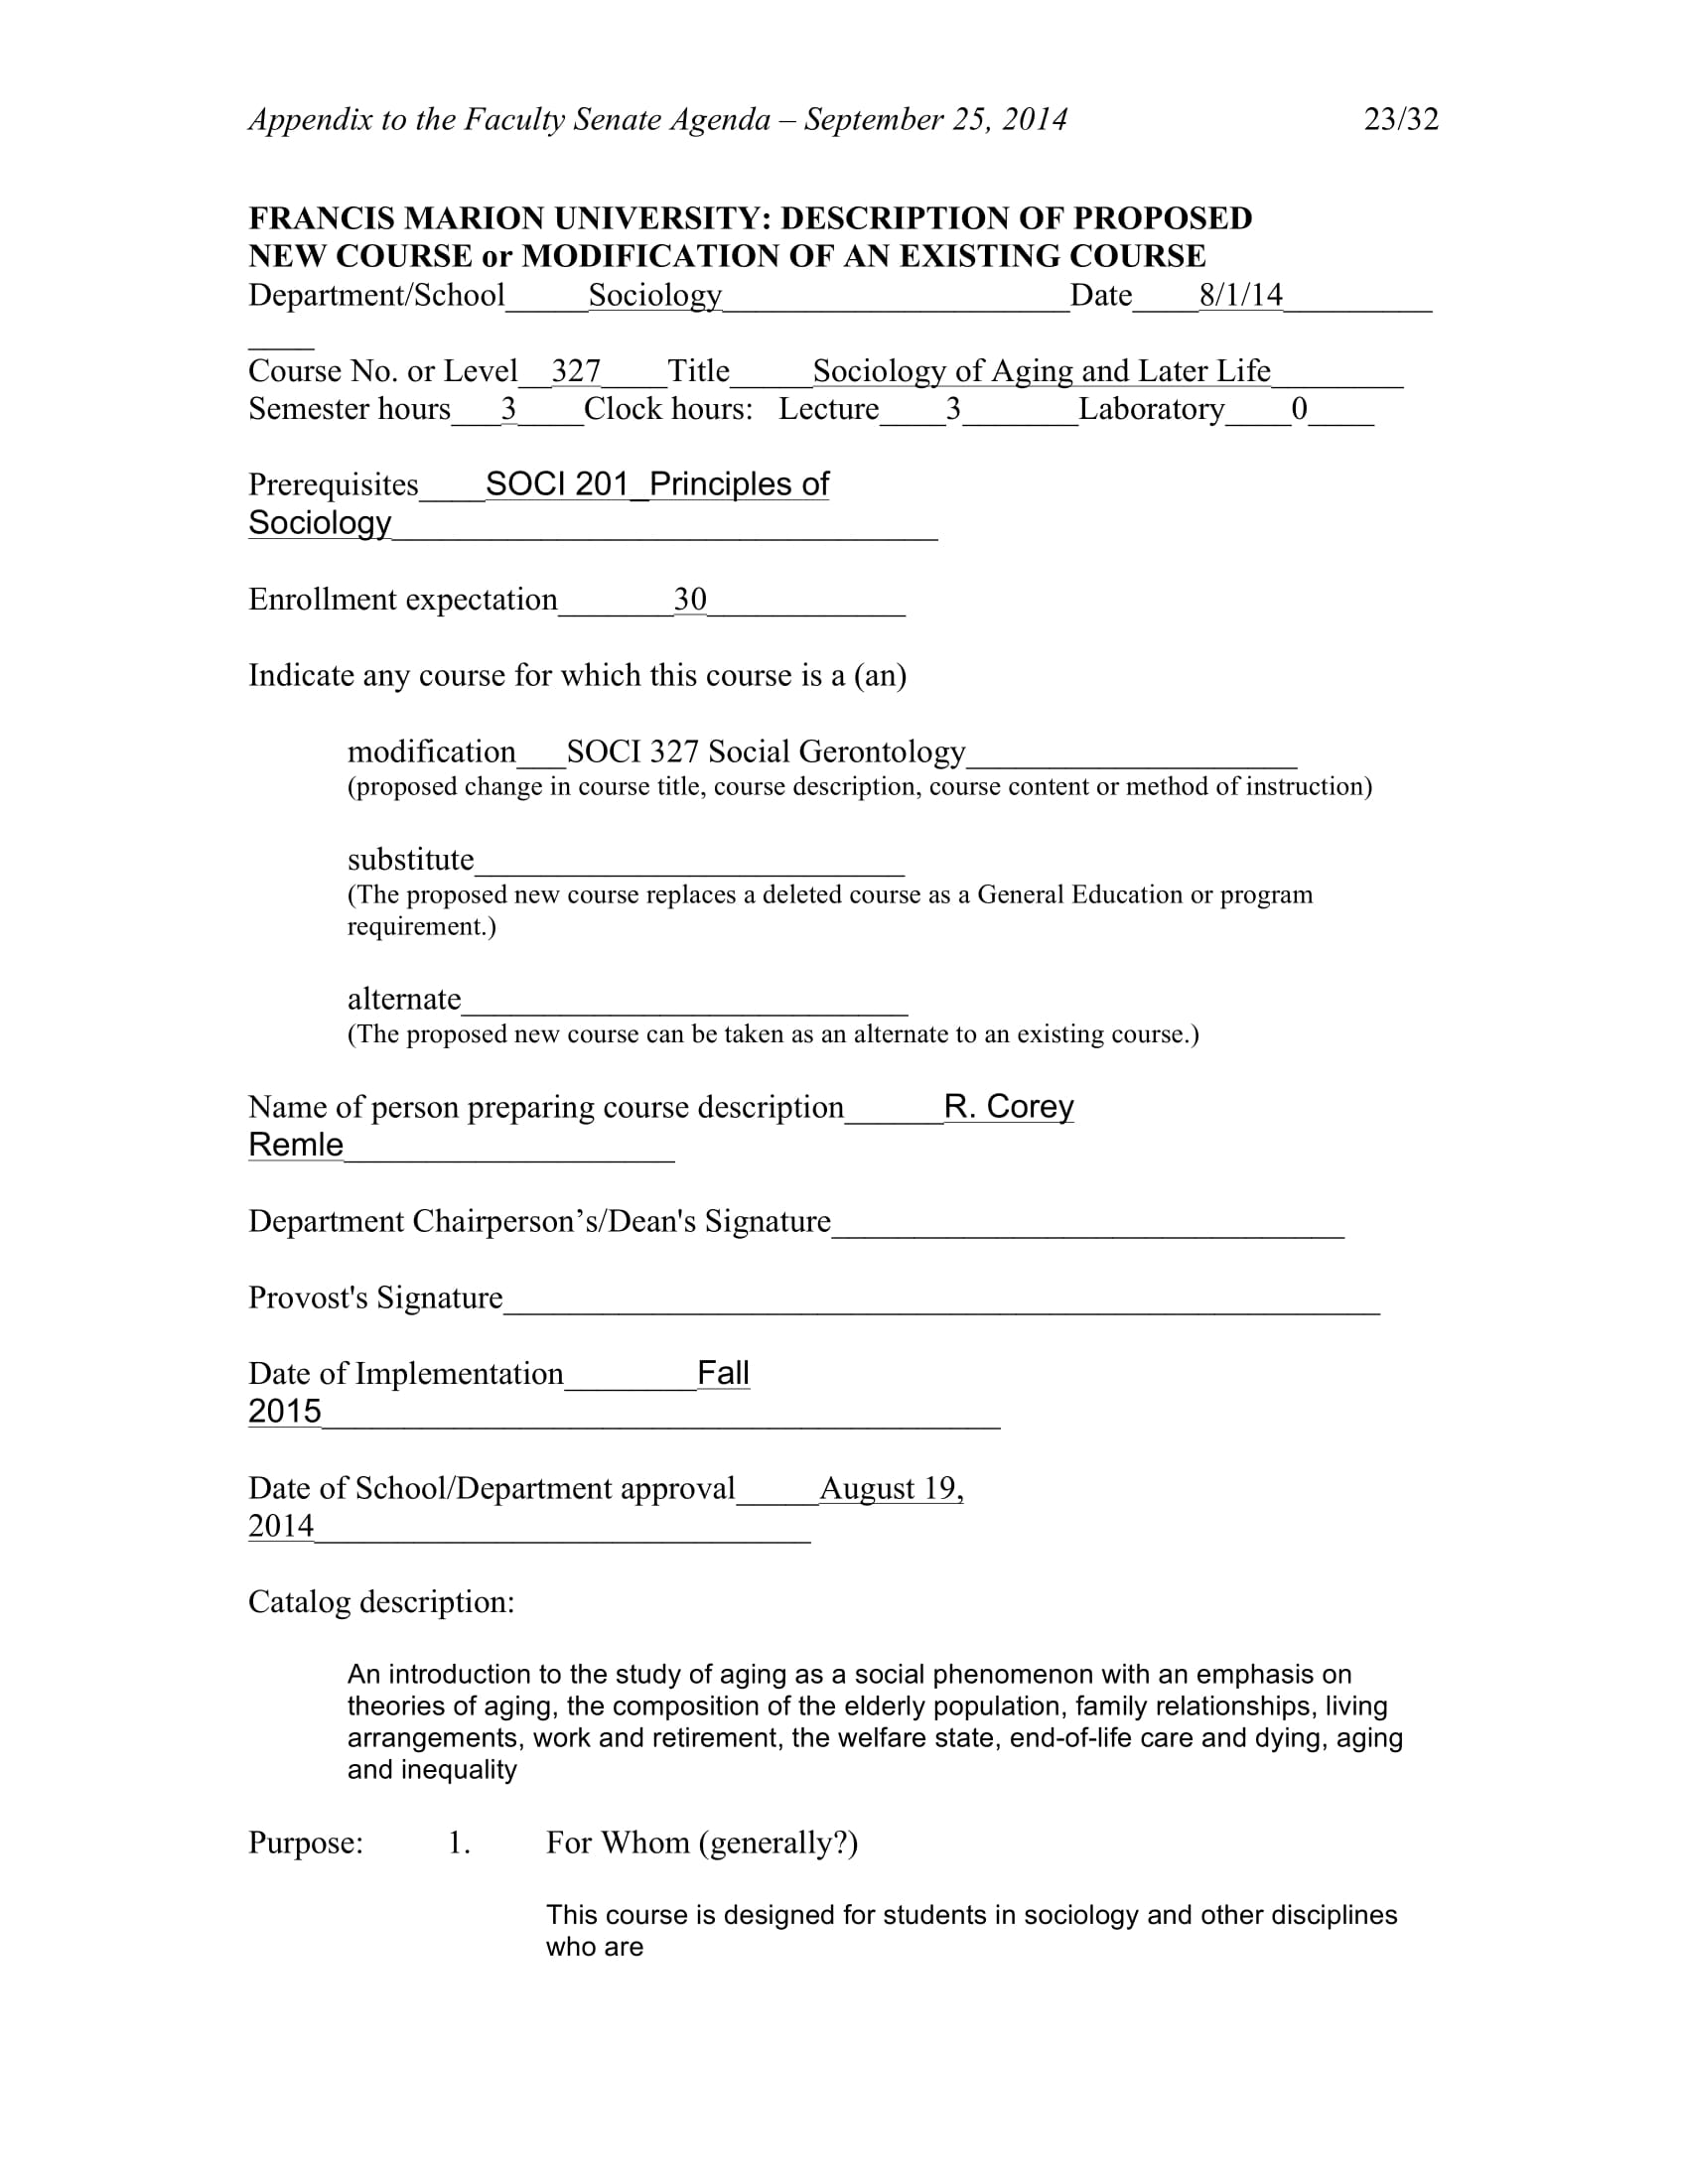 Appendix to the Faculty Senate Agenda – September 25, 2014 23/32
FRANCIS MARION UNIVERSITY: DESCRIPTION OF PROPOSED
NEW COURSE or MODIFICATION OF AN EXISTING COURSE
Department/School_____Sociology_____________________Date____8/1/14_________
____
Course No. or Level__327____Title_____Sociology of Aging and Later Life________
Semester hours___3____Clock hours: Lecture____3_______Laboratory____0____
Prerequisites____SOCI 201_Principles of
Sociology_________________________________
Enrollment expectation_______30____________
Indicate any course for which this course is a (an)
modification___SOCI 327 Social Gerontology____________________
(proposed change in course title, course description, course content or method of instruction)
substitute__________________________
(The proposed new course replaces a deleted course as a General Education or program
requirement.)
alternate___________________________
(The proposed new course can be taken as an alternate to an existing course.)
Name of person preparing course description______R. Corey
Remle____________________
Department Chairperson’s/Dean's Signature_______________________________
Provost's Signature_____________________________________________________
Date of Implementation________Fall
2015_________________________________________
Date of School/Department approval_____August 19,
2014______________________________
Catalog description:
An introduction to the study of aging as a social phenomenon with an emphasis on
theories of aging, the composition of the elderly population, family relationships, living
arrangements, work and retirement, the welfare state, end-of-life care and dying, aging
and inequality
Purpose: 1. For Whom (generally?)
This course is designed for students in sociology and other disciplines
who are